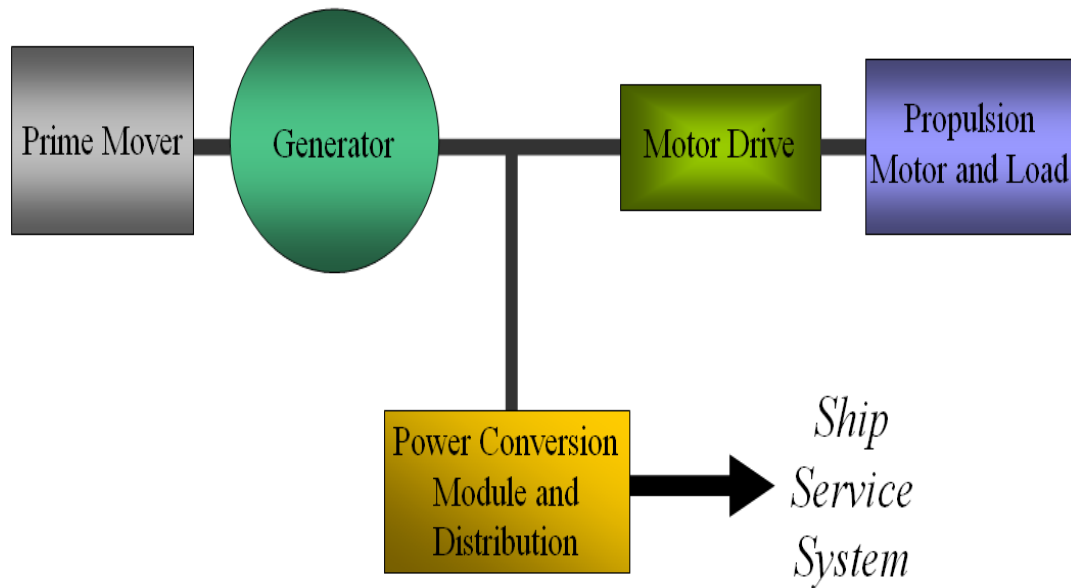 Prime Mover
Generator
Motor Drive
Propulsion
Motor and Load
Power Conversion
Module and
Distribution
Ship
Service
System